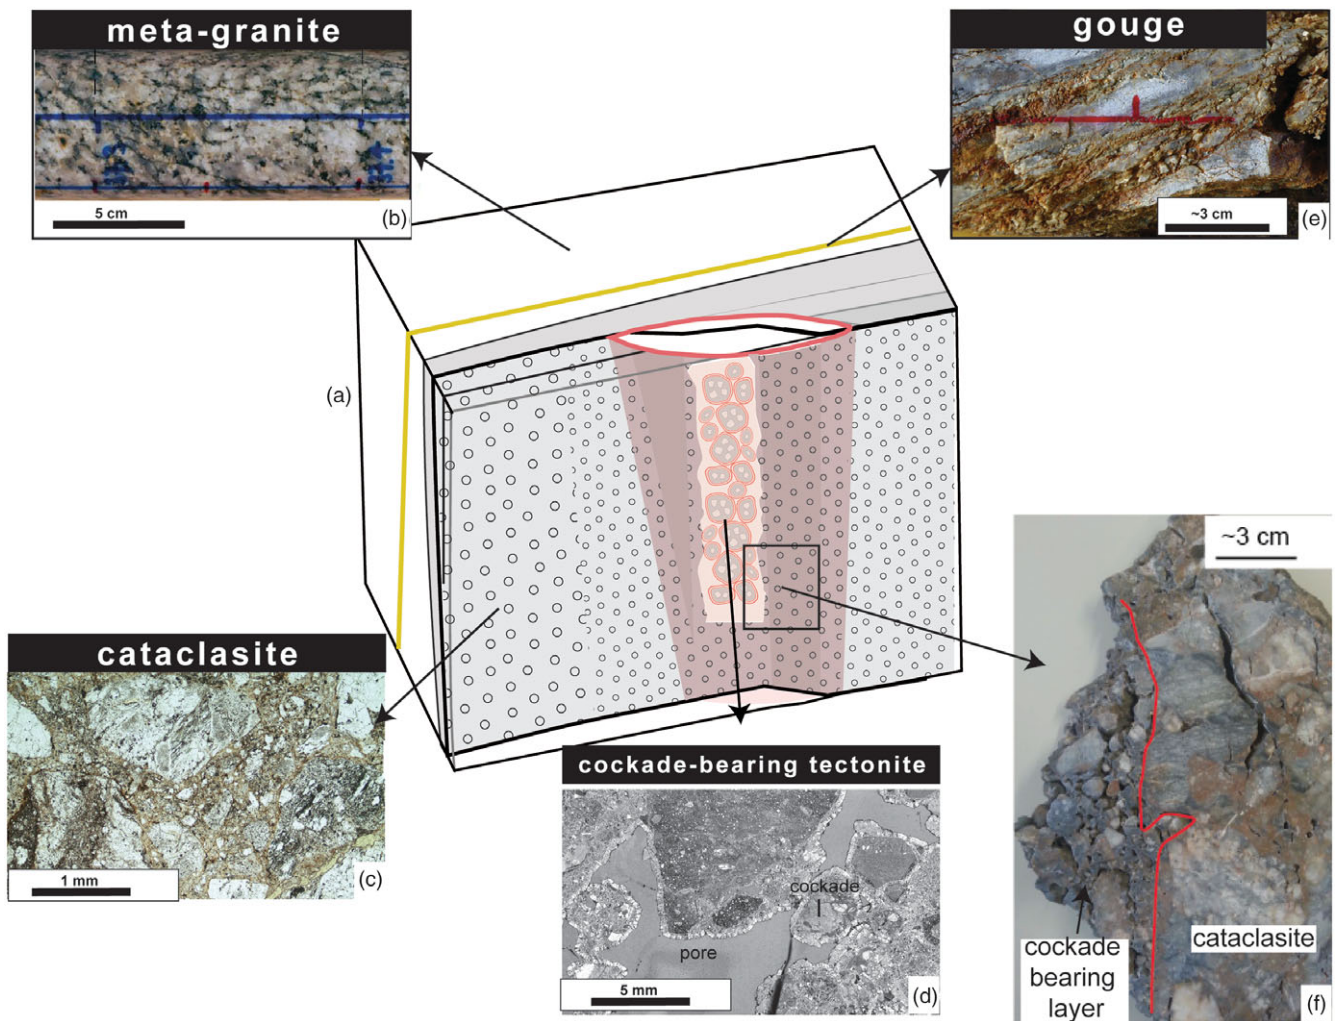 meta-granite
5 cm
(b)
gouge
~3 cm
(e)
(a)
cataclasite
1 mm
(c)
cockade-bearing tectonite
cockade
pore
5 mm
(d)
~3 cm
cockade
bearing
layer
cataclasite
(f)